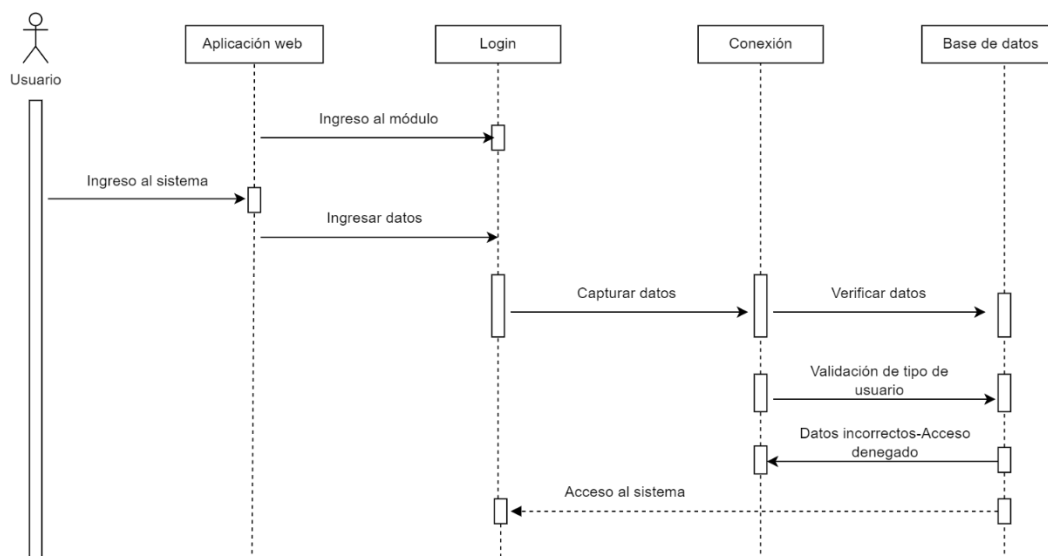 Usuario
Aplicación web
Login
Conexión
Base de datos
Ingreso al módulo
Ingreso al sistema
Ingresar datos
Capturar datos
Verificar datos
Validación de tipo de
usuario
Datos incorrectos-Acceso
denegado
Acceso al sistema